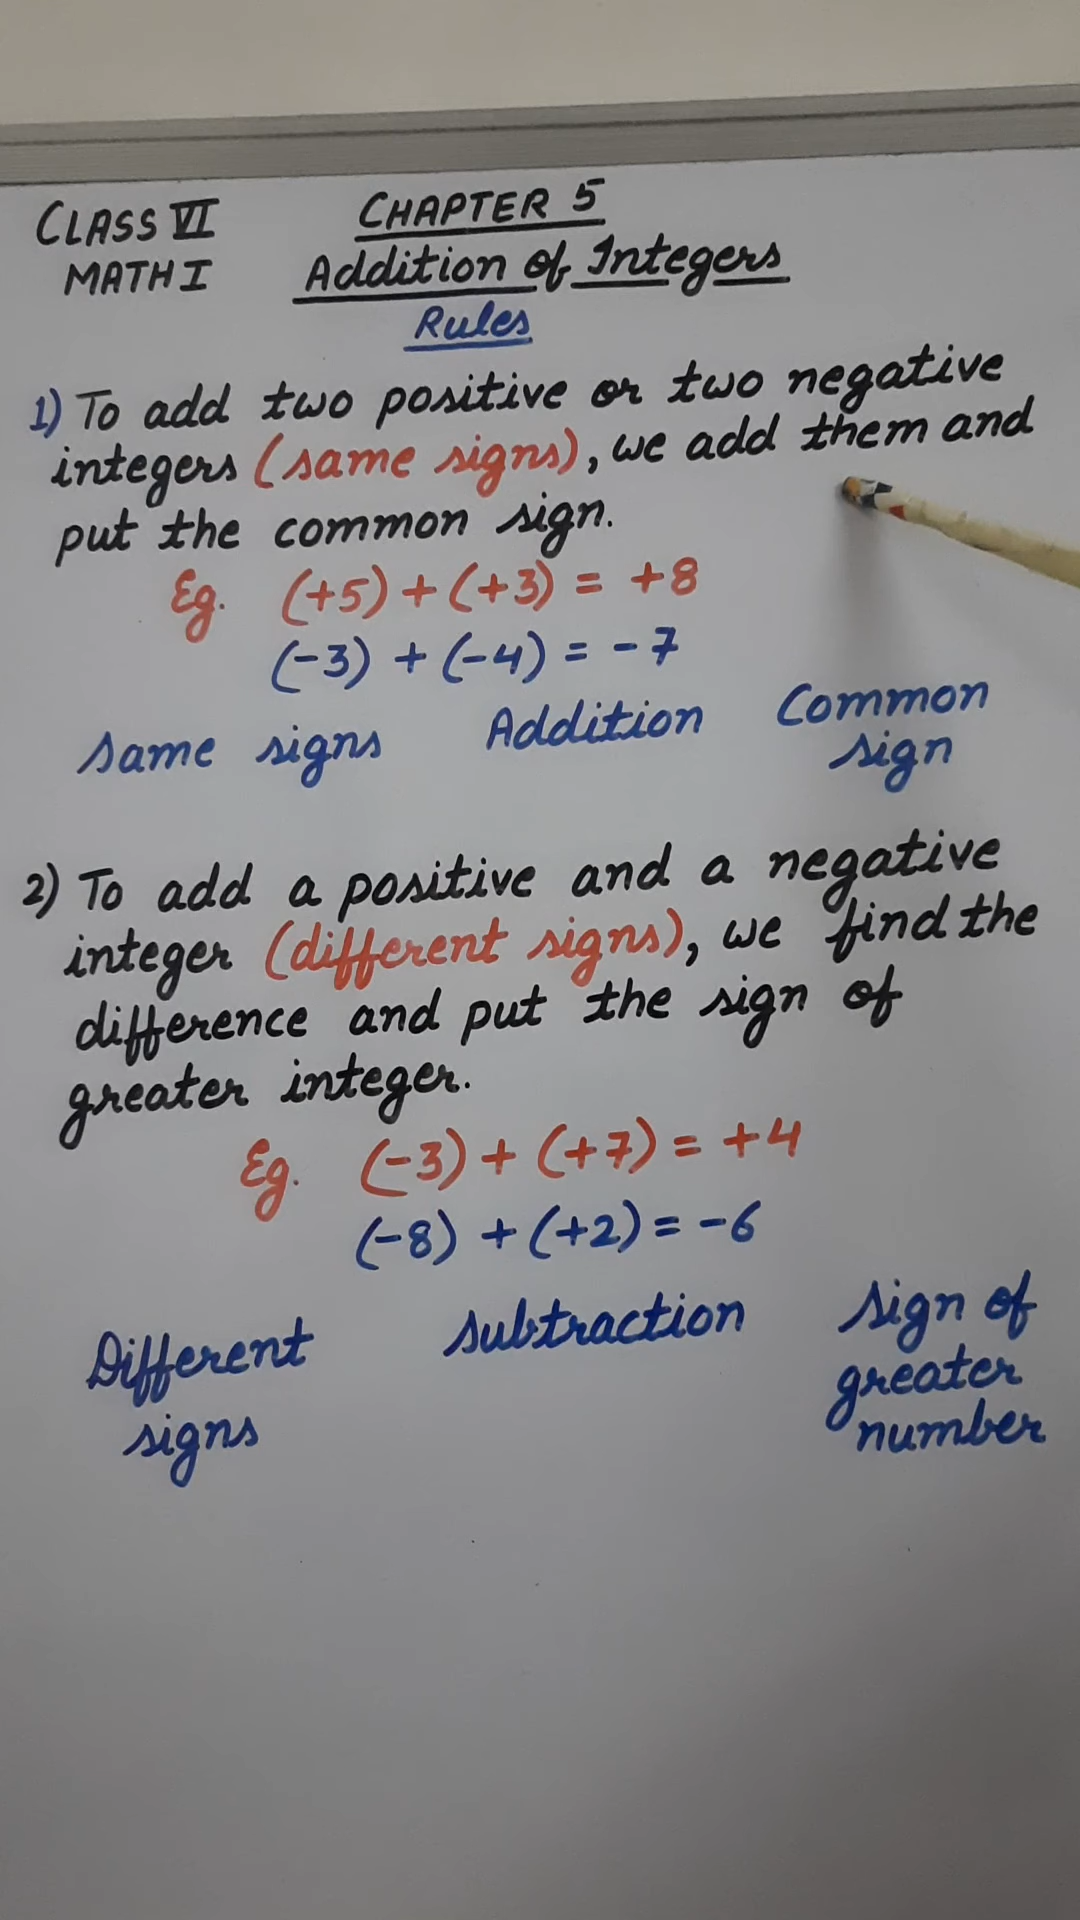 CLASS VI
MATH I
CHAPTER 5
Addition of Integers
Rules
1) To add two positive or two negative
integers (same signs), we add them and
put the common sign.
Eg. (+5) + (+3) = +8
(-3) + (-4) = -7
same signs Addition Common
sign
2) To add a positive and a negative
integer (different signs), we find the
difference and put the sign of
greater integer.
Eg. (-3) + (+7) = +4
(-8) + (+2) = -6
Different
signs
subtraction
sign of
greater
number